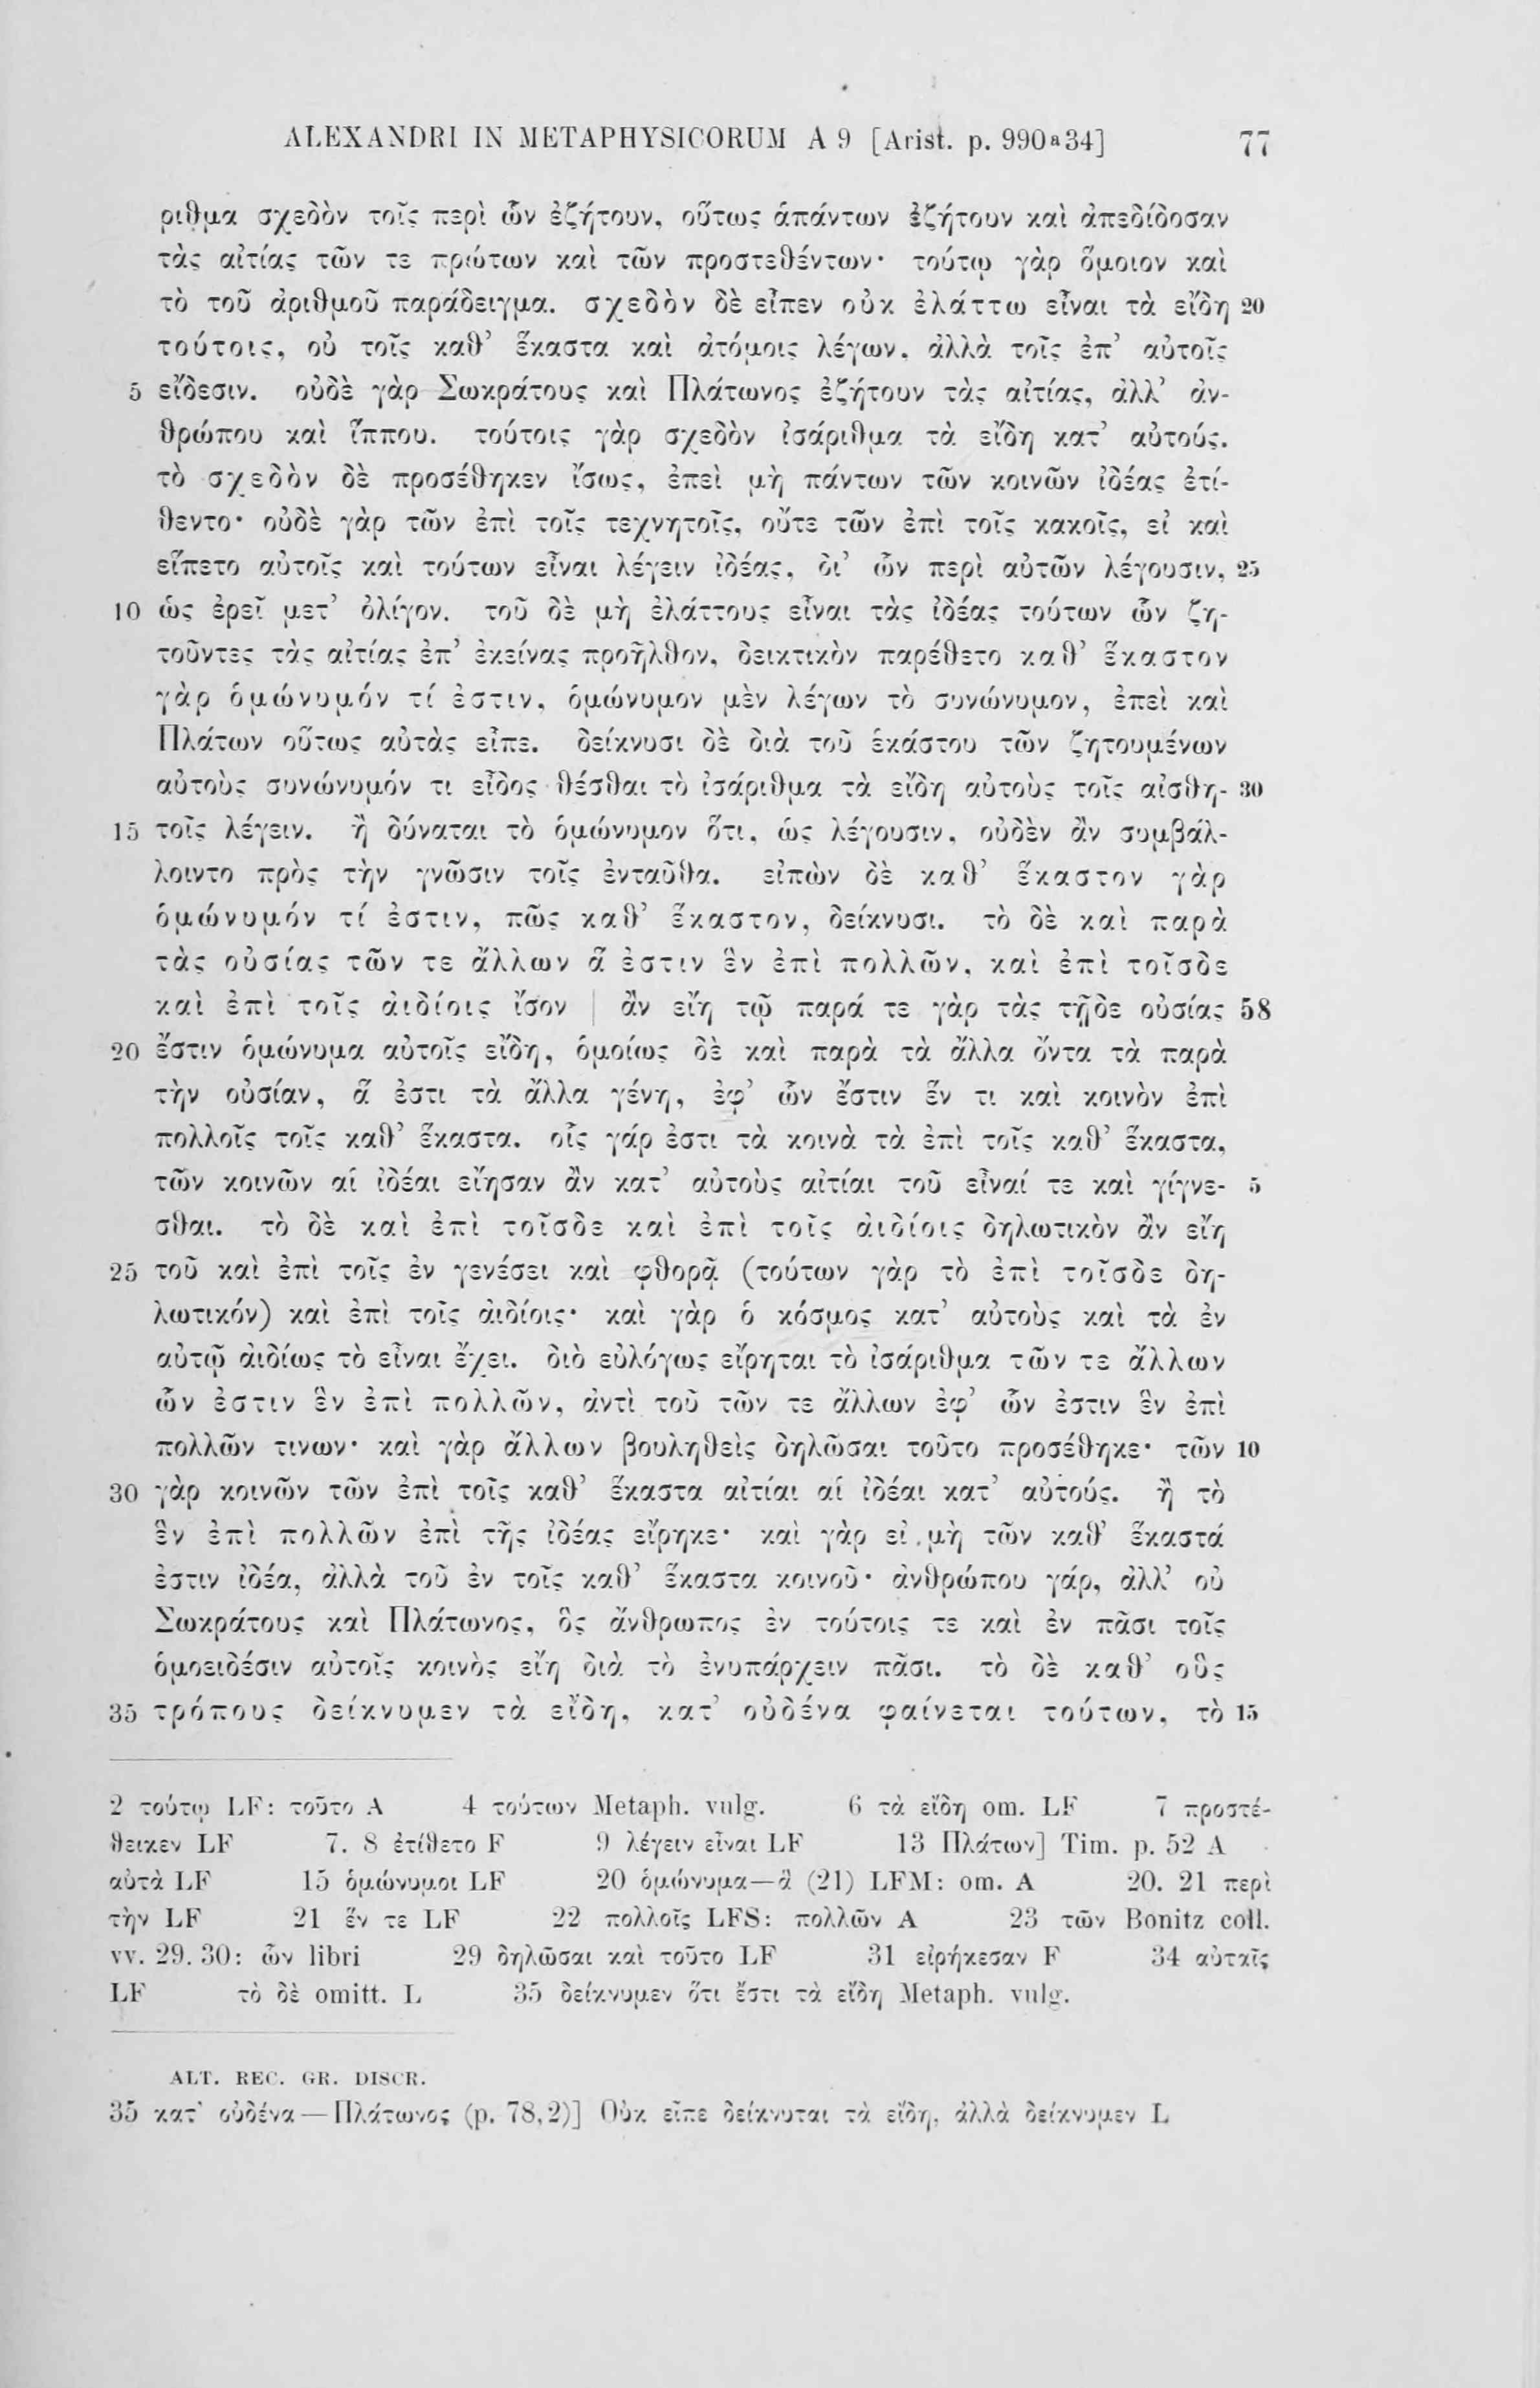 ALEXANDRI IN METAPHYSICORUM A 9 [Arist. p. 990ᵃ34] 77
ριθμα σχεδὸν τοῖς περὶ ὧν ἐζήτουν, οὕτως ἁπάντων ἐζήτουν καὶ ἀπεδίδοσαν
τὰς αἰτίας τῶν τε πρώτων καὶ τῶν προστεθέντων· τούτῳ γὰρ ὅμοιον καὶ
τὸ τοῦ ἀριθμοῦ παράδειγμα. σχεδὸν δὲ εἶπεν οὐκ ἐλάττω εἶναι τὰ εἴδη 20
τούτοις, οὐ τοῖς καθ’ ἕκαστα καὶ ἀτόμοις λέγων, ἀλλὰ τοῖς ἐπ’ αὐτοῖς
5 εἴδεσιν. οὐδὲ γὰρ Σωκράτους καὶ Πλάτωνος ἐζήτουν τὰς αἰτίας, ἀλλ’ ἀν-
θρώπου καὶ ἵππου. τούτοις γὰρ σχεδὸν ἰσάριθμα τὰ εἴδη κατ’ αὐτούς.
τὸ σχεδὸν δὲ προσέθηκεν ἴσως, ἐπεὶ μὴ πάντων τῶν κοινῶν ἰδέας ἐτί-
θεντο· οὐδὲ γὰρ τῶν ἐπὶ τοῖς τεχνητοῖς, οὔτε τῶν ἐπὶ τοῖς κακοῖς, εἰ καὶ
εἵπετο αὐτοῖς καὶ τούτων εἶναι λέγειν ἰδέας, δι’ ὧν περὶ αὐτῶν λέγουσιν, 25
10 ὡς ἐρεῖ μετ’ ὀλίγον. τοῦ δὲ μὴ ἐλάττους εἶναι τὰς ἰδέας τούτων ὧν ζη-
τοῦντες τὰς αἰτίας ἐπ’ ἐκείνας προῆλθον, δεικτικὸν παρέθετο καθ’ ἕκαστον
γὰρ ὁμώνυμόν τί ἐστιν, ὁμώνυμον μὲν λέγων τὸ συνώνυμον, ἐπεὶ καὶ
Πλάτων οὕτως αὐτὰς εἶπε. δείκνυσι δὲ διὰ τοῦ ἑκάστου τῶν ζητουμένων
αὐτοὺς συνώνυμόν τι εἶδος θέσθαι τὸ ἰσάριθμα τὰ εἴδη αὐτοὺς τοῖς αἰσθη- 30
15 τοῖς λέγειν. ἢ δύναται τὸ ὁμώνυμον ὅτι, ὡς λέγουσιν, οὐδὲν ἂν συμβάλ-
λοιντο πρὸς τὴν γνῶσιν τοῖς ἐνταῦθα. εἰπὼν δὲ καθ’ ἕκαστον γὰρ
ὁμώνυμόν τί ἐστιν, πῶς καθ’ ἕκαστον, δείκνυσι. τὸ δὲ καὶ παρὰ
τὰς οὐσίας τῶν τε ἄλλων ἅ ἐστιν ἓν ἐπὶ πολλῶν, καὶ ἐπὶ τοῖσδε
καὶ ἐπὶ τοῖς ἀιδίοις ἴσον | ἂν εἴη τῷ παρά τε γὰρ τὰς τῇδε οὐσίας 58
20 ἔστιν ὁμώνυμα αὐτοῖς εἴδη, ὁμοίως δὲ καὶ παρὰ τὰ ἄλλα ὄντα τὰ παρὰ
τὴν οὐσίαν, ἅ ἐστι τὰ ἄλλα γένη, ἐφ’ ὧν ἔστιν ἕν τι καὶ κοινὸν ἐπὶ
πολλοῖς τοῖς καθ’ ἕκαστα. οἷς γάρ ἐστι τὰ κοινὰ τὰ ἐπὶ τοῖς καθ’ ἕκαστα,
τῶν κοινῶν αἱ ἰδέαι εἴησαν ἂν κατ’ αὐτοὺς αἰτίαι τοῦ εἶναί τε καὶ γίγνε- 5
σθαι. τὸ δὲ καὶ ἐπὶ τοῖσδε καὶ ἐπὶ τοῖς ἀιδίοις δηλωτικὸν ἂν εἴη
25 τοῦ καὶ ἐπὶ τοῖς ἐν γενέσει καὶ φθορᾷ (τούτων γὰρ τὸ ἐπὶ τοῖσδε δη-
λωτικόν) καὶ ἐπὶ τοῖς ἀιδίοις· καὶ γὰρ ὁ κόσμος κατ’ αὐτοὺς καὶ τὰ ἐν
αὐτῷ ἀιδίως τὸ εἶναι ἔχει. διὸ εὐλόγως εἴρηται τὸ ἰσάριθμα τῶν τε ἄλλων
ὧν ἐστιν ἓν ἐπὶ πολλῶν, ἀντὶ τοῦ τῶν τε ἄλλων ἐφ’ ὧν ἐστιν ἓν ἐπὶ
πολλῶν τινων· καὶ γὰρ ἄλλων βουληθεὶς δηλῶσαι τοῦτο προσέθηκε· τῶν 10
30 γὰρ κοινῶν τῶν ἐπὶ τοῖς καθ’ ἕκαστα αἰτίαι αἱ ἰδέαι κατ’ αὐτούς. ἢ τὸ
ἓν ἐπὶ πολλῶν ἐπὶ τῆς ἰδέας εἴρηκε· καὶ γὰρ εἰ μὴ τῶν καθ’ ἕκαστά
ἐστιν ἰδέα, ἀλλὰ τοῦ ἐν τοῖς καθ’ ἕκαστα κοινοῦ· ἀνθρώπου γάρ, ἀλλ’ οὐ
Σωκράτους καὶ Πλάτωνος, ὃς ἄνθρωπος ἐν τούτοις τε καὶ ἐν πᾶσι τοῖς
ὁμοειδέσιν αὐτοῖς κοινὸς εἴη διὰ τὸ ἐνυπάρχειν πᾶσι. τὸ δὲ καθ’ οὓς
35 τρόπους δείκνυμεν τὰ εἴδη, κατ’ οὐδένα φαίνεται τούτων, τὸ 15
2 τούτῳ LF: τοῦτο A 4 τούτων Metaph. vulg. 6 τὰ εἴδη om. LF 7 προστέ-
θεικεν LF 7. 8 ἐτίθετο F 9 λέγειν εἶναι LF 13 Πλάτων] Tim. p. 52 A
αὐτὰ LF 15 ὁμώνυμοι LF 20 ὁμώνυμα—ἃ (21) LFM: om. A 20. 21 περὶ
τὴν LF 21 ἕν τε LF 22 πολλοῖς LFS: πολλῶν A 23 τῶν Bonitz coll.
vv. 29. 30: ὧν libri 29 δηλῶσαι καὶ τοῦτο LF 31 εἰρήκεσαν F 34 αὐταῖς
LF τὸ δὲ omitt. L 35 δείκνυμεν ὅτι ἔστι τὰ εἴδη Metaph. vulg.
ALT. REC. GR. DISCR.
35 κατ’ οὐδένα—Πλάτωνος (p. 78,2)] Οὐκ εἶπε δείκνυται τὰ εἴδη, ἀλλὰ δείκνυμεν L